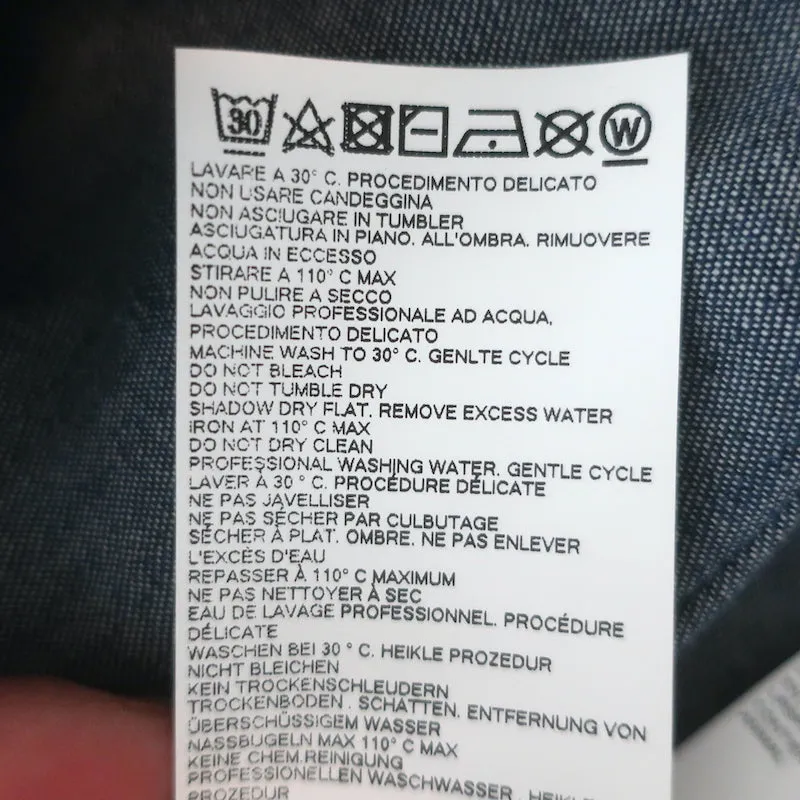 30 W
LAVARE A 30° C. PROCEDIMENTO DELICATO
NON USARE CANDEGGINA
NON ASCIUGARE IN TUMBLER
ASCIUGATURA IN PIANO. ALL'OMBRA. RIMUOVERE
ACQUA IN ECCESSO
STIRARE A 110° C MAX
NON PULIRE A SECCO
LAVAGGIO PROFESSIONALE AD ACQUA,
PROCEDIMENTO DELICATO
MACHINE WASH TO 30° C. GENLTE CYCLE
DO NOT BLEACH
DO NOT TUMBLE DRY
SHADOW DRY FLAT. REMOVE EXCESS WATER
IRON AT 110° C MAX
DO NOT DRY CLEAN
PROFESSIONAL WASHING WATER. GENTLE CYCLE
LAVER À 30 ° C. PROCÉDURE DÉLICATE
NE PAS JAVELLISER
NE PAS SÉCHER PAR CULBUTAGE
SÉCHER À PLAT. OMBRE. NE PAS ENLEVER
L'EXCÈS D'EAU
REPASSER À 110° C MAXIMUM
NE PAS NETTOYER À SEC
EAU DE LAVAGE PROFESSIONNEL. PROCÉDURE
DÉLICATE
WASCHEN BEI 30 ° C. HEIKLE PROZEDUR
NICHT BLEICHEN
KEIN TROCKENSCHLEUDERN
TROCKENBODEN . SCHATTEN. ENTFERNUNG VON
ÜBERSCHÜSSIGEM WASSER
NASSBUGELN MAX 110° C MAX
KEINE CHEM.REINIGUNG
PROFESSIONELLEN WASCHWASSER . HEIKLE
PROZEDUR